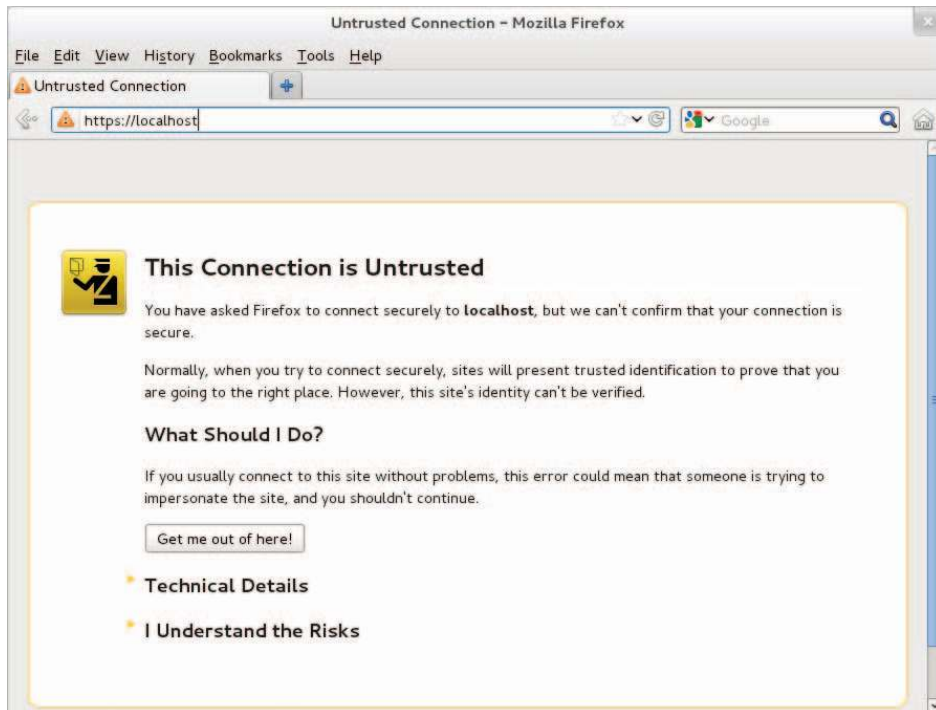 Untrusted Connection - Mozilla Firefox
File Edit View History Bookmarks Tools Help
Untrusted Connection
https://localhost
Google
This Connection is Untrusted
You have asked Firefox to connect securely to localhost, but we can't confirm that your connection is
secure.
Normally, when you try to connect securely, sites will present trusted identification to prove that you
are going to the right place. However, this site's identity can't be verified.
What Should I Do?
If you usually connect to this site without problems, this error could mean that someone is trying to
impersonate the site, and you shouldn't continue.
Get me out of here!
Technical Details
I Understand the Risks